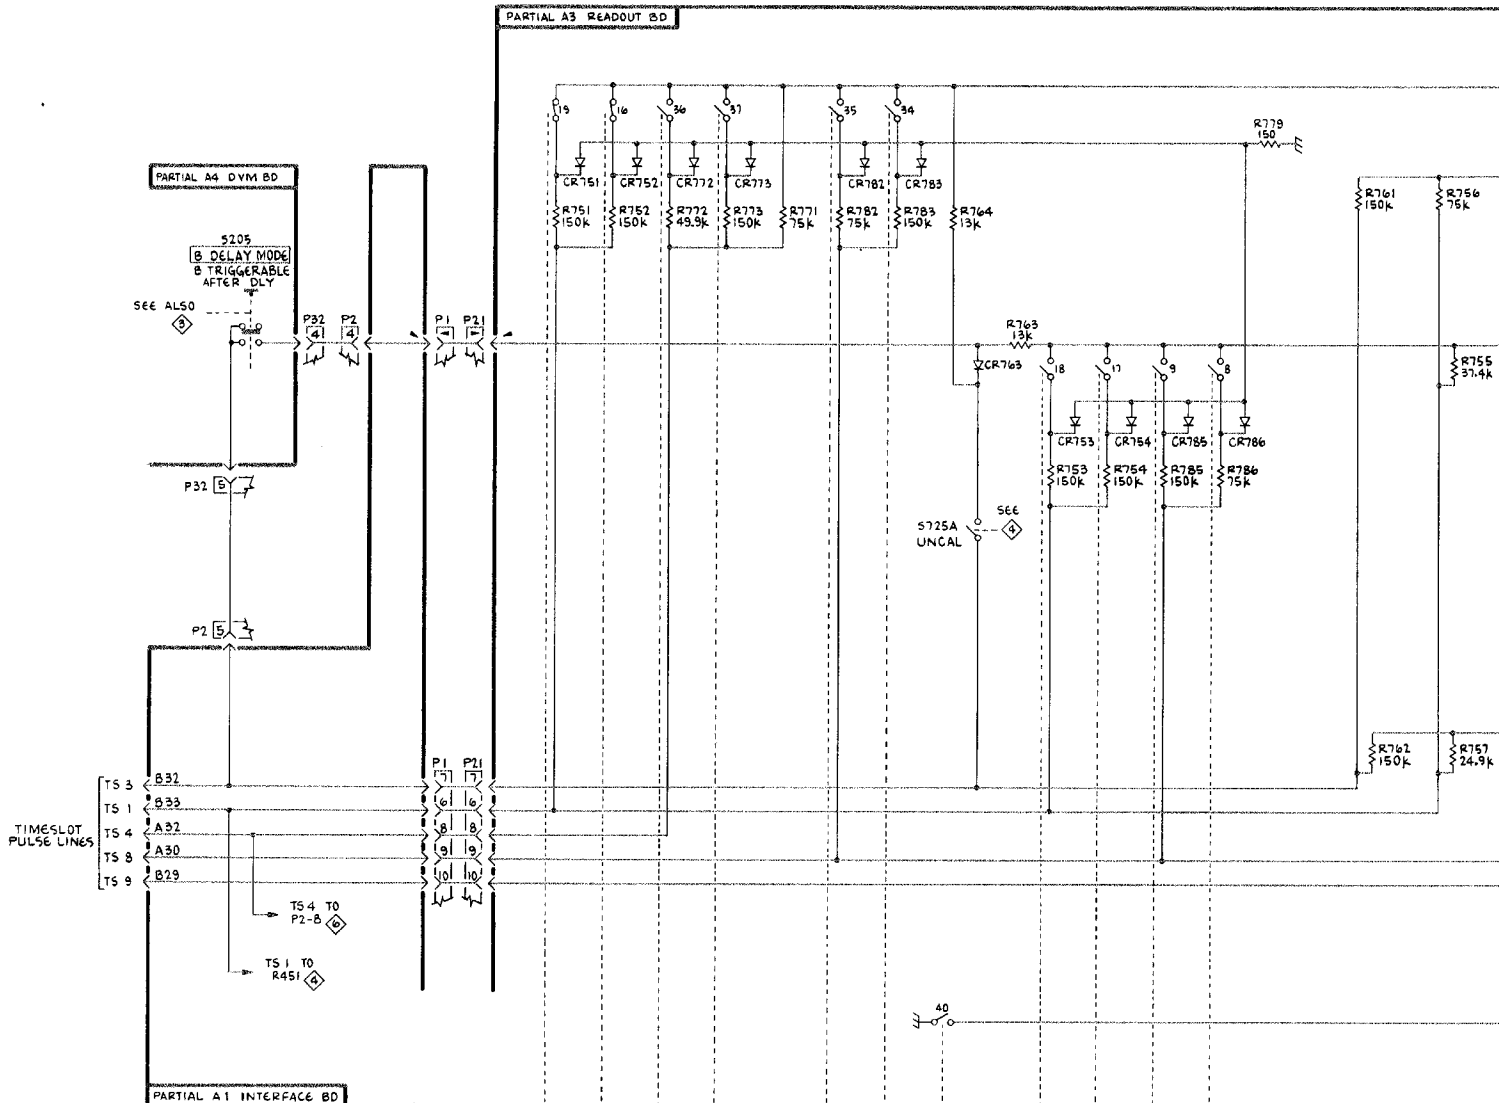 PARTIAL A3 READOUT BD
19
16
36
37
35
34
R779
150
PARTIAL A4 DVM BD
CR751
CR752
CR772
CR773
CR782
CR783
R751
150k
R752
150k
R772
49.9k
R773
150k
R771
75k
R782
75k
R783
150k
R764
13k
R761
150k
R756
75k
S205
B DELAY MODE
B TRIGGERABLE
AFTER DLY
SEE ALSO
3
P32
4
P2
4
P1
P21
R763
13k
CR763
18
17
9
8
R755
37.4k
CR753
CR754
CR785
CR786
R753
150k
R754
150k
R785
150k
R786
75k
P32
5
S725A
UNCAL
SEE
4
P2
5
R762
150k
R757
24.9k
P1
P21
TIMESLOT
PULSE LINES
TS 3
B32
7
7
TS 1
B33
6
6
TS 4
A32
8
8
TS 8
A30
9
9
TS 9
B29
10
10
TS 4 TO
P2-8
6
TS 1 TO
R451
4
40
PARTIAL A1 INTERFACE BD